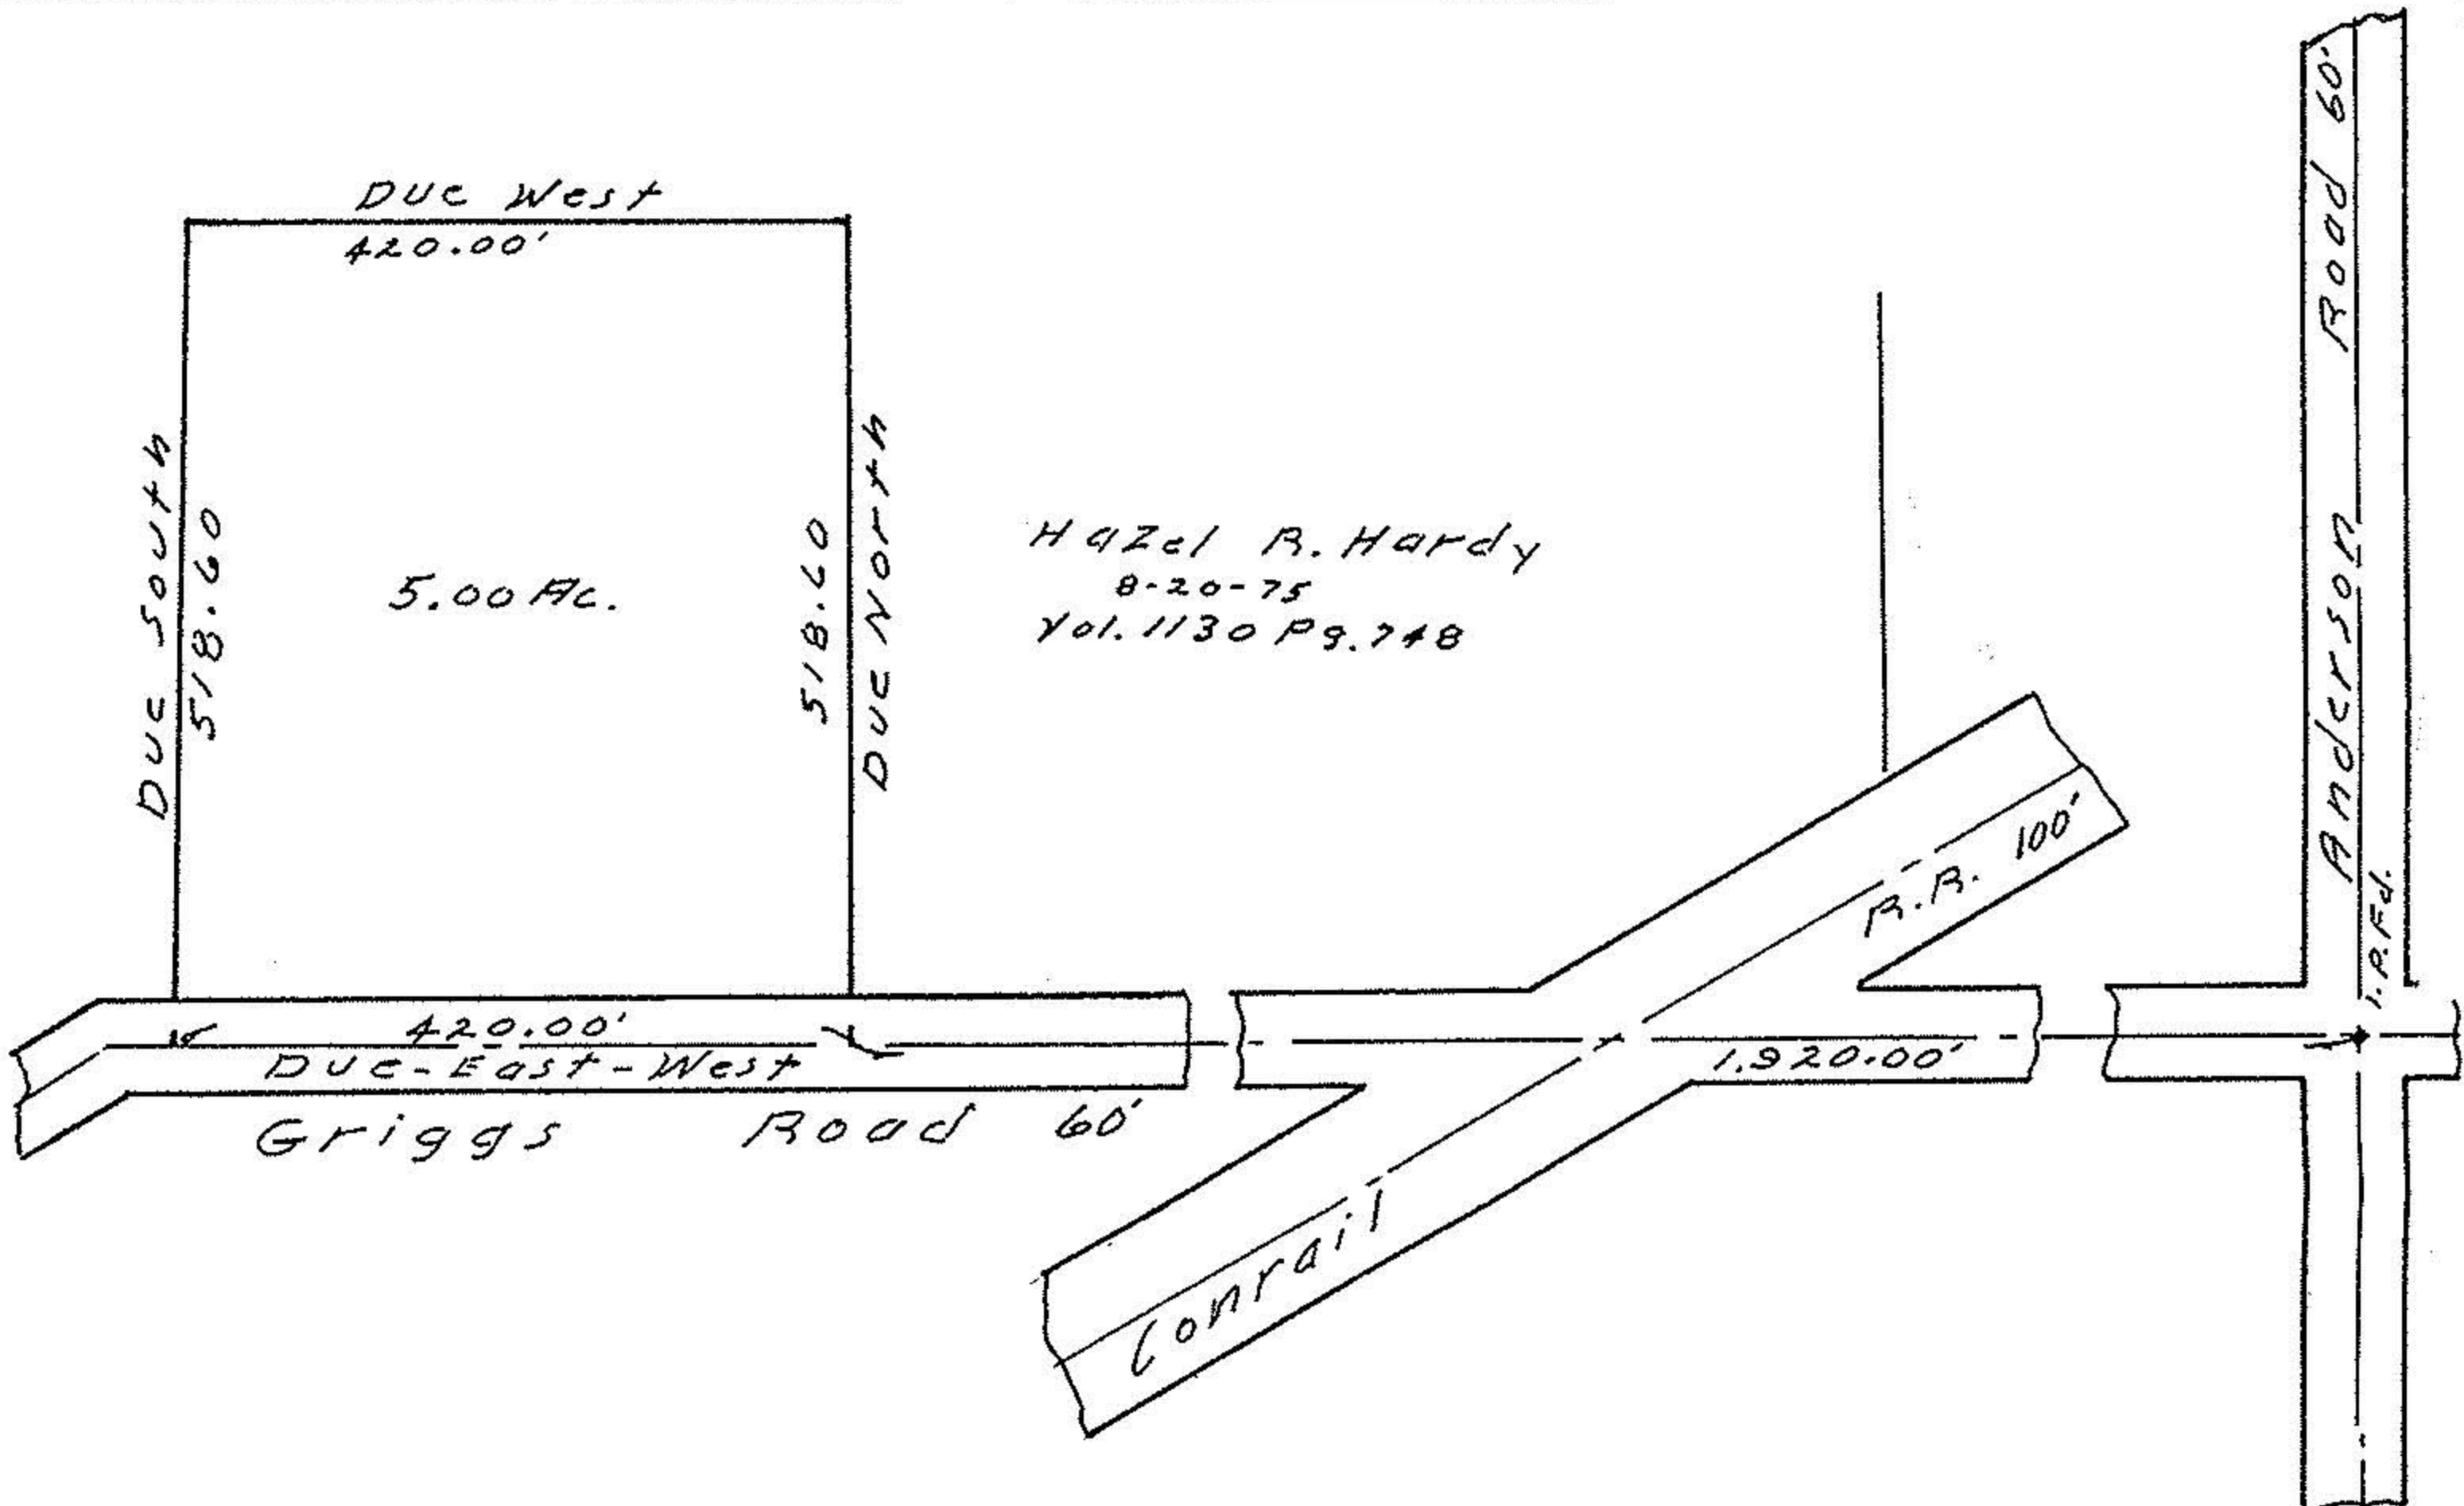 Due West
420.00'
Due South
518.60
5.00 Ac.
518.60
Due North
Hazel R. Hardy
8-20-75
Vol. 1130 Pg. 748
Anderson Road 60'
I.P.Fd.
R.R. 100'
420.00'
Due-East-West
1,920.00'
Griggs Road 60'
Conrail